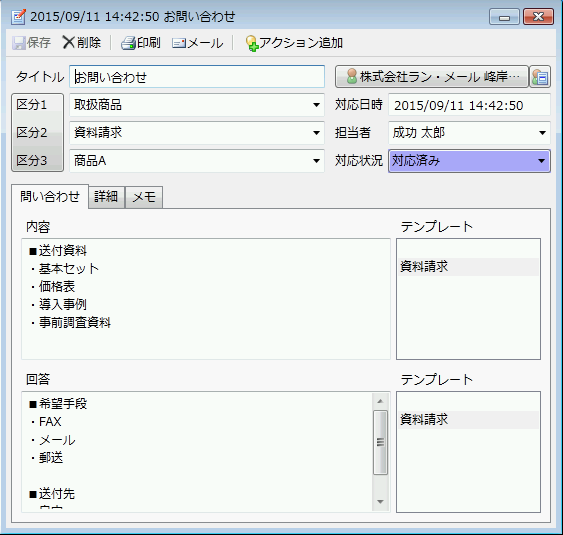 2015/09/11 14:42:50 お問い合わせ
保存 削除 印刷 メール アクション追加
タイトル お問い合わせ 株式会社ラン・メール 峰岸…
区分1 取扱商品 対応日時 2015/09/11 14:42:50
区分2 資料請求 担当者 成功 太郎
区分3 商品A 対応状況 対応済み
問い合わせ 詳細 メモ
内容 テンプレート
■送付資料
・基本セット 資料請求
・価格表
・導入事例
・事前調査資料
回答 テンプレート
■希望手段
・FAX 資料請求
・メール
・郵送
■送付先